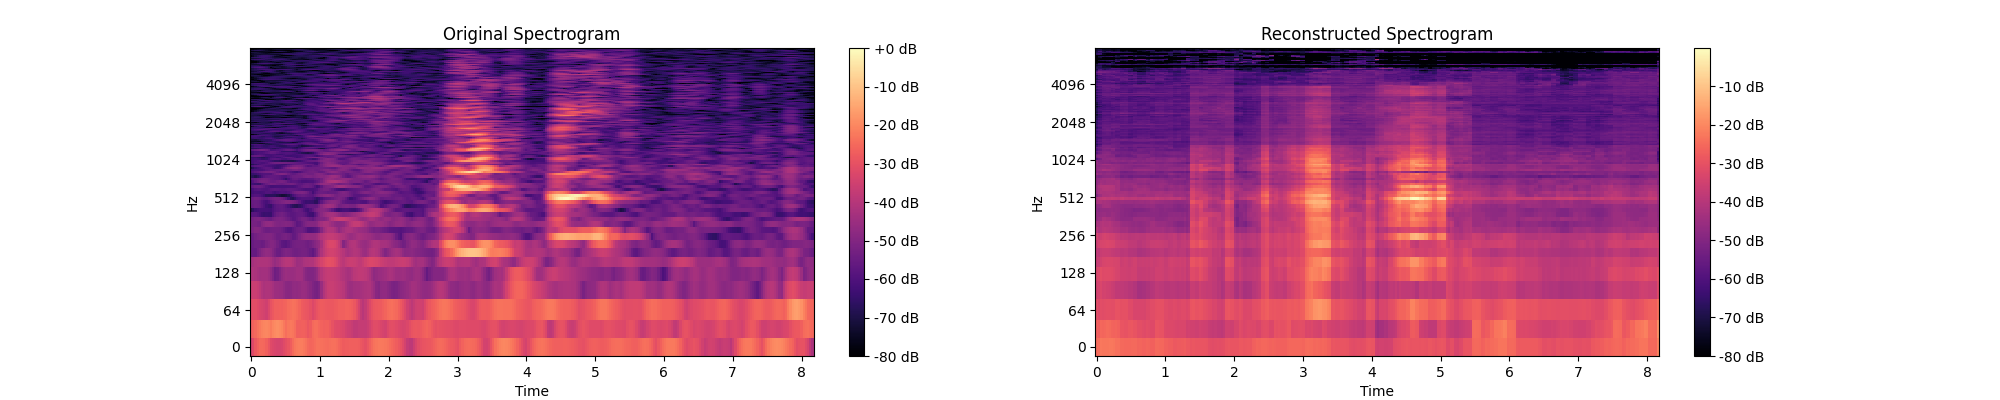 Original Spectrogram
Hz
4096
2048
1024
512
256
128
64
0
0 1 2 3 4 5 6 7 8
Time
+0 dB
-10 dB
-20 dB
-30 dB
-40 dB
-50 dB
-60 dB
-70 dB
-80 dB
Reconstructed Spectrogram
Hz
4096
2048
1024
512
256
128
64
0
0 1 2 3 4 5 6 7 8
Time
-10 dB
-20 dB
-30 dB
-40 dB
-50 dB
-60 dB
-70 dB
-80 dB